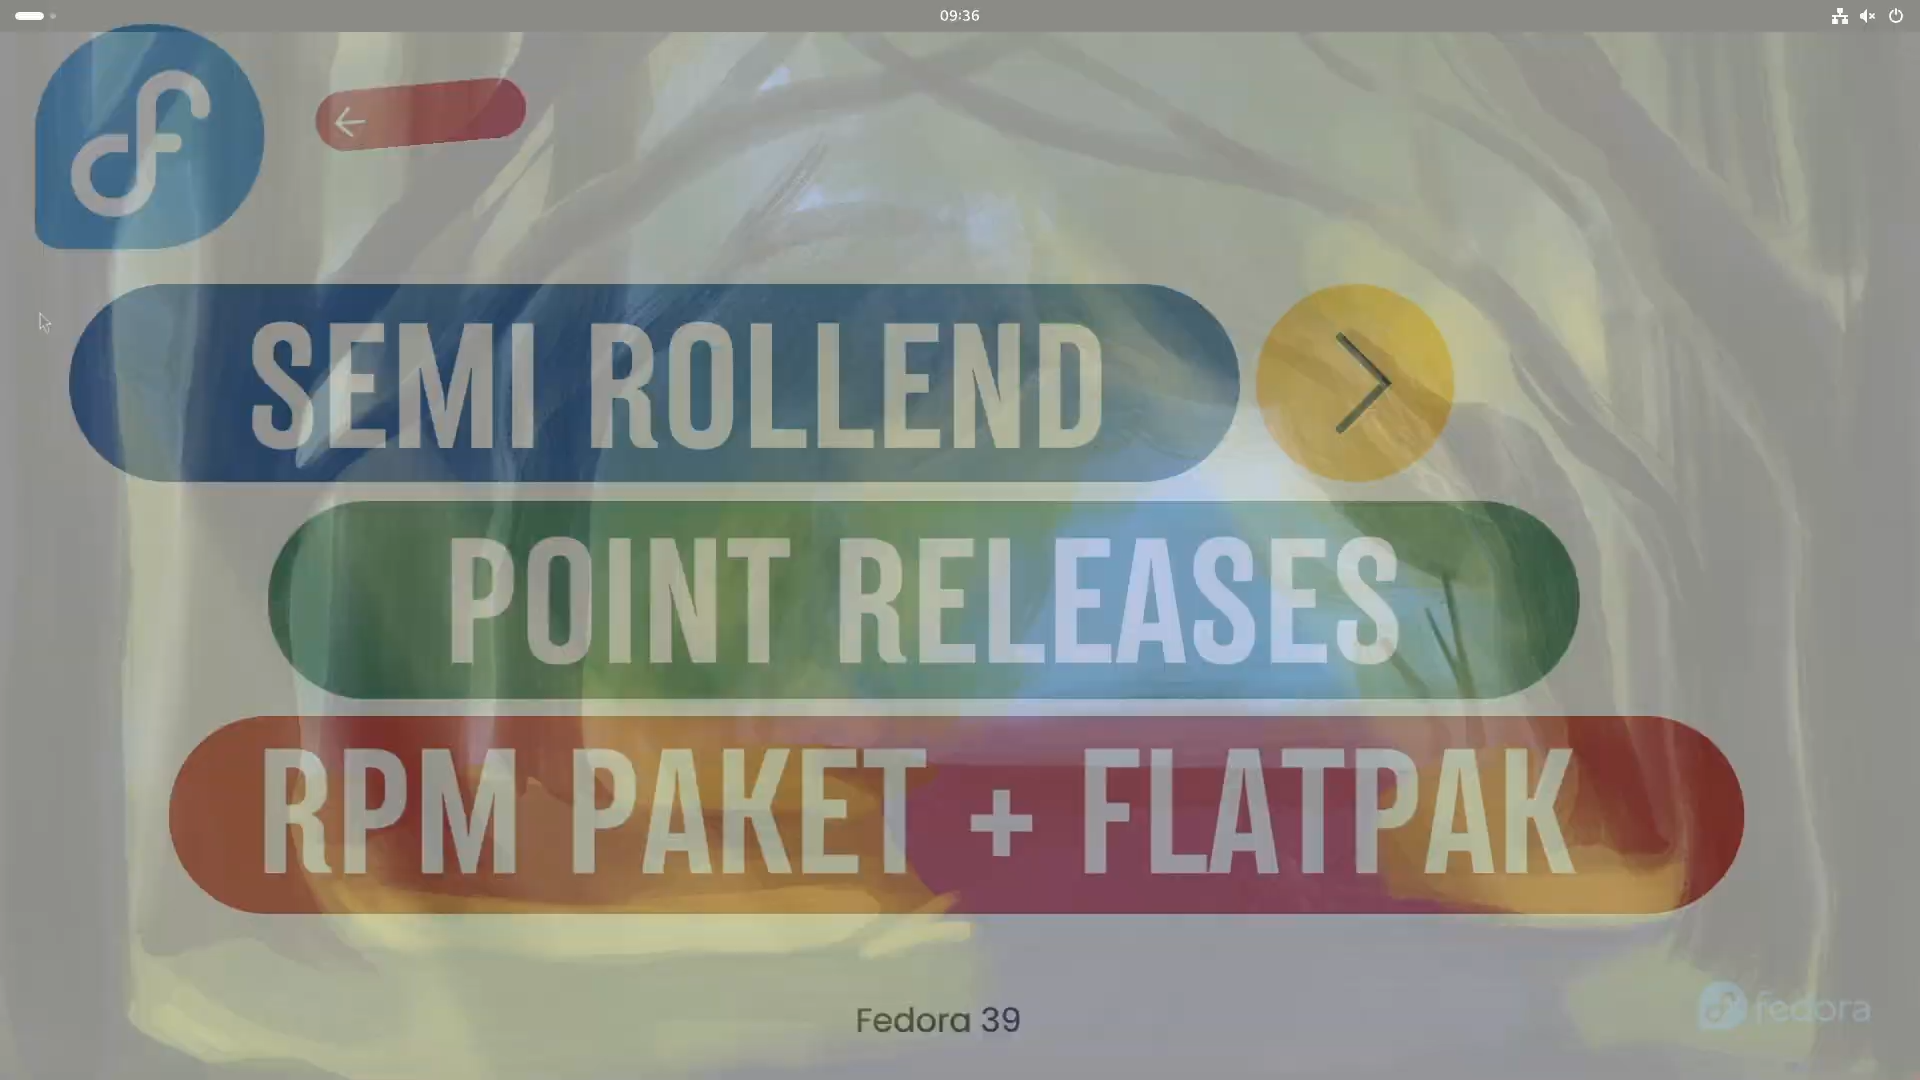 09:36
SEMI ROLLEND
POINT RELEASES
RPM PAKET + FLATPAK
Fedora 39
fedora